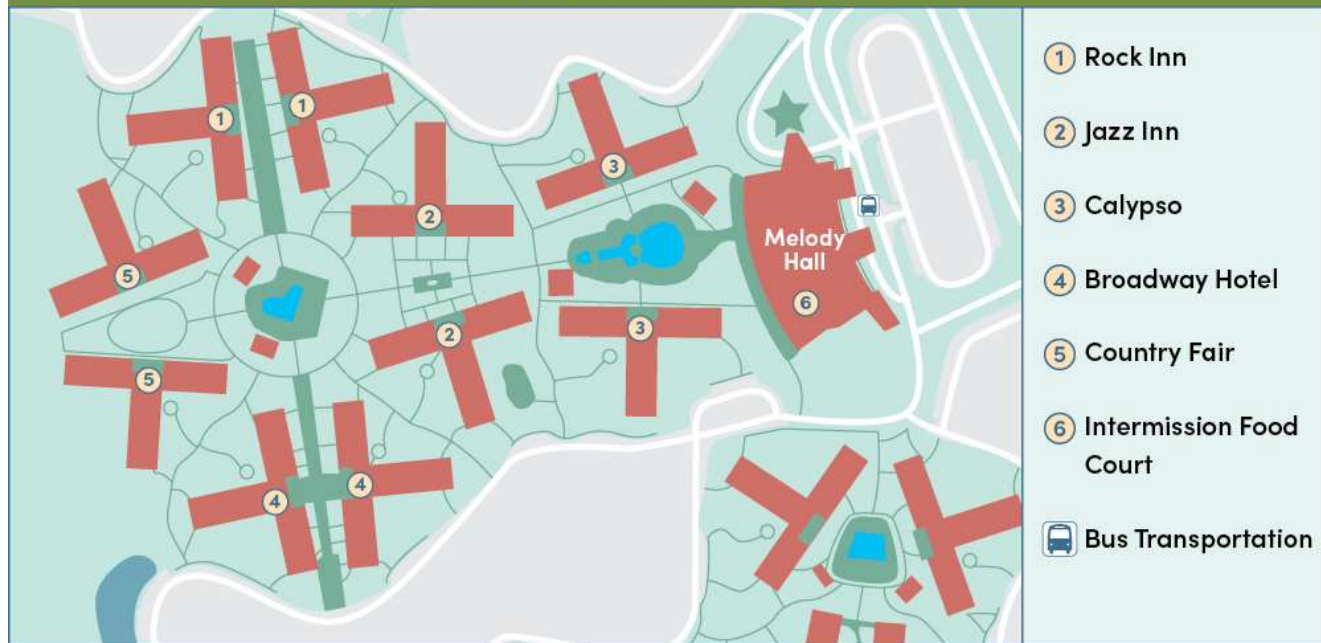 1
1
3
2
Melody
Hall
5
2
3
6
5
4
4
1 Rock Inn
2 Jazz Inn
3 Calypso
4 Broadway Hotel
5 Country Fair
6 Intermission Food
Court
Bus Transportation